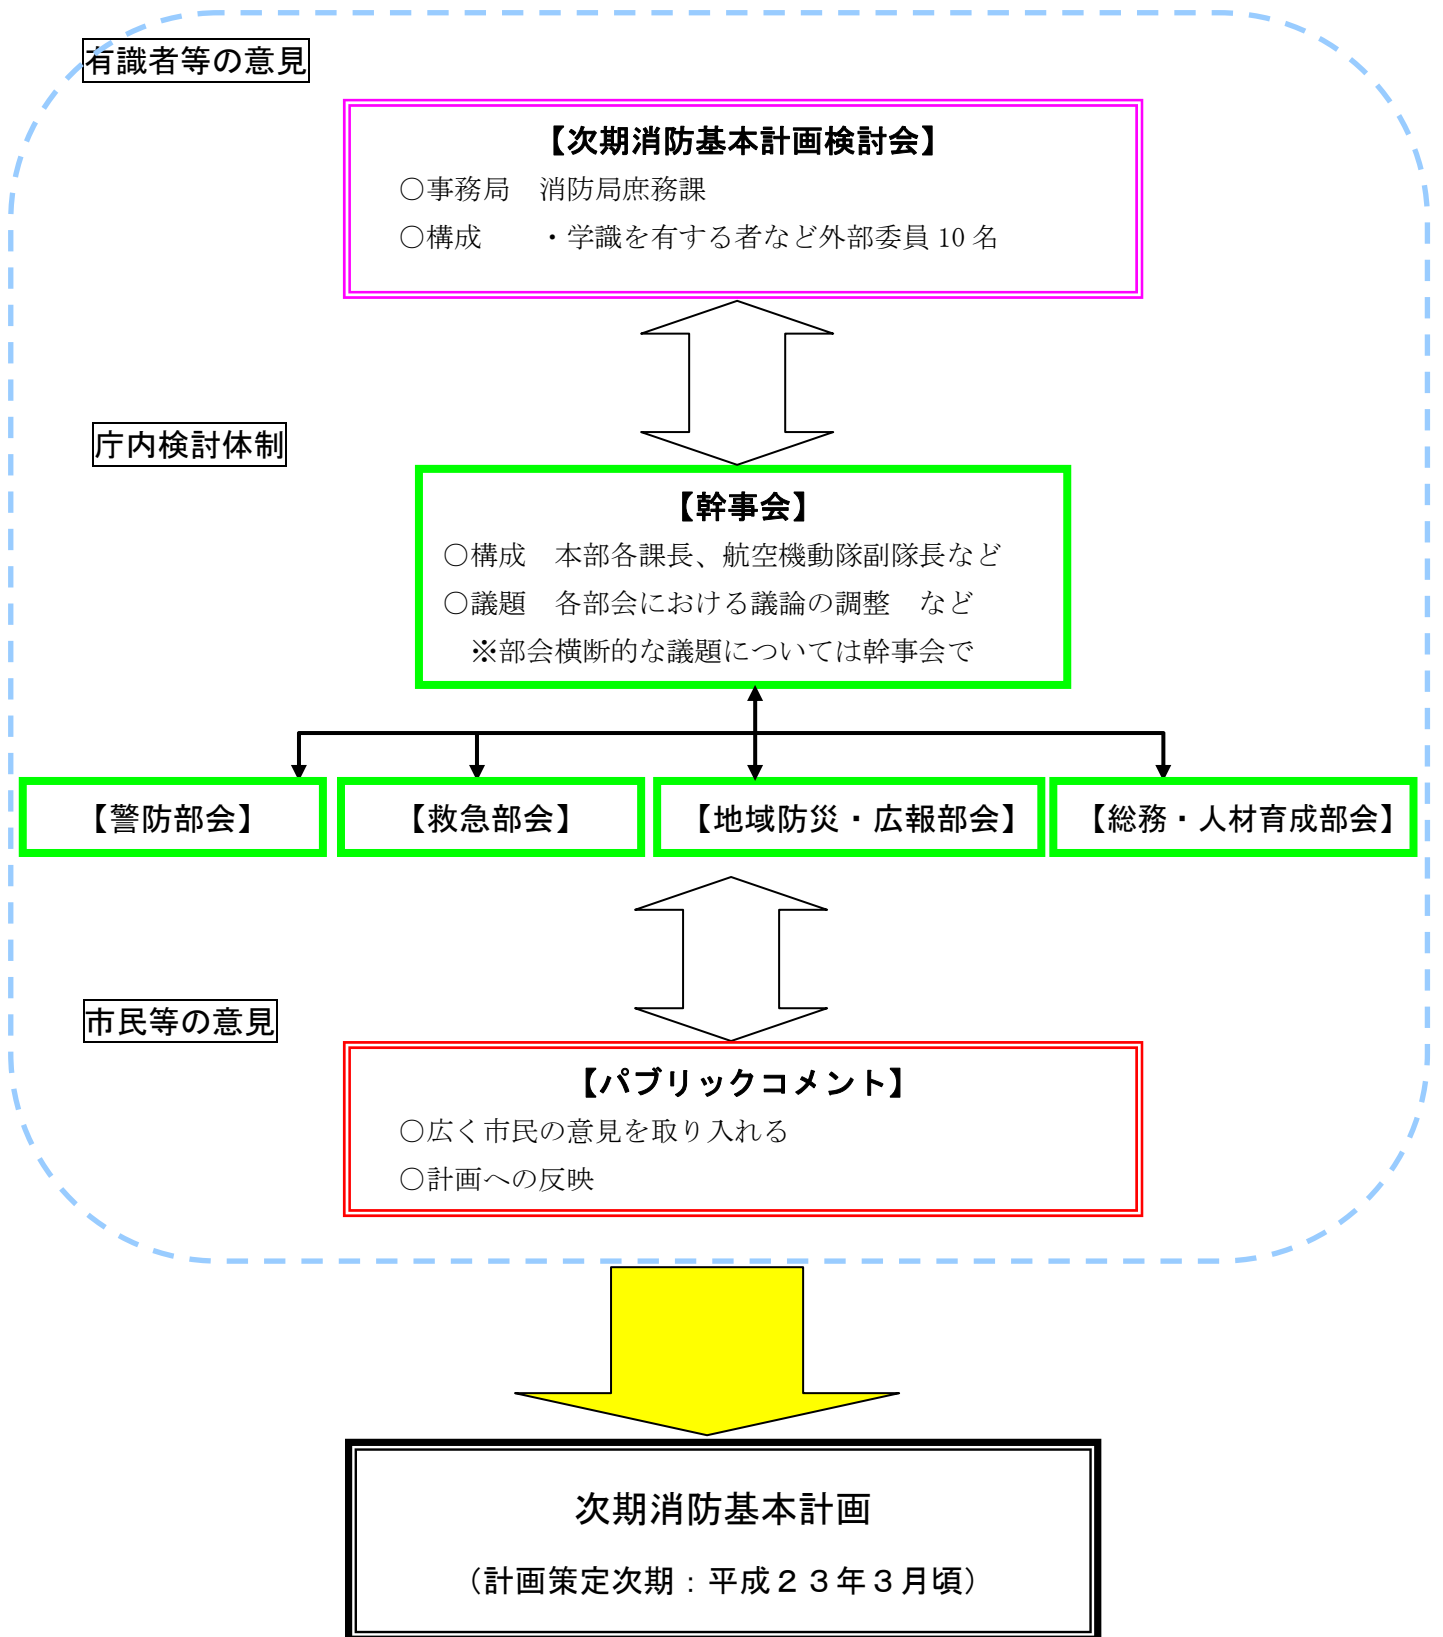 有識者等の意見
【次期消防基本計画検討会】
○事務局　消防局庶務課
○構成　　・学識を有する者など外部委員 10 名
庁内検討体制
【幹事会】
○構成　本部各課長、航空機動隊副隊長など
○議題　各部会における議論の調整　など
※部会横断的な議題については幹事会で
【警防部会】
【救急部会】
【地域防災・広報部会】
【総務・人材育成部会】
市民等の意見
【パブリックコメント】
○広く市民の意見を取り入れる
○計画への反映
次期消防基本計画
（計画策定次期：平成２３年３月頃）